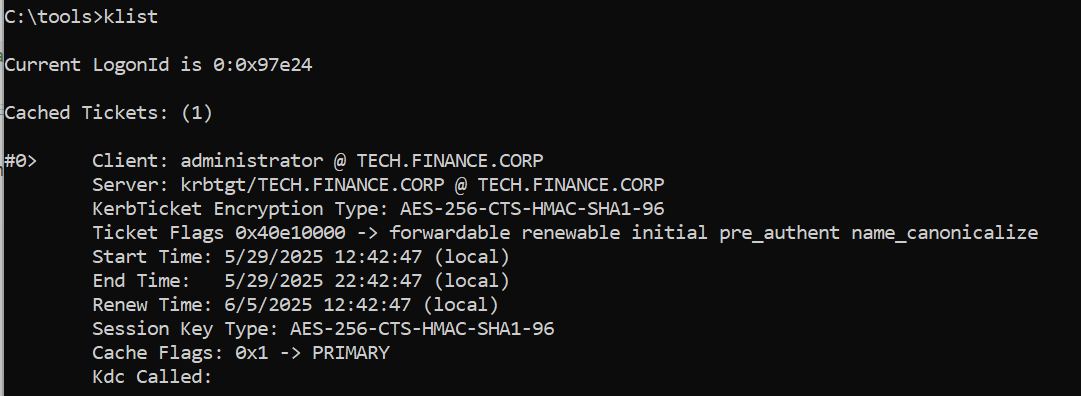 C:\tools>klist
Current LogonId is 0:0x97e24
Cached Tickets: (1)
#0> Client: administrator @ TECH.FINANCE.CORP
Server: krbtgt/TECH.FINANCE.CORP @ TECH.FINANCE.CORP
KerbTicket Encryption Type: AES-256-CTS-HMAC-SHA1-96
Ticket Flags 0x40e10000 -> forwardable renewable initial pre_authent name_canonicalize
Start Time: 5/29/2025 12:42:47 (local)
End Time: 5/29/2025 22:42:47 (local)
Renew Time: 6/5/2025 12:42:47 (local)
Session Key Type: AES-256-CTS-HMAC-SHA1-96
Cache Flags: 0x1 -> PRIMARY
Kdc Called: